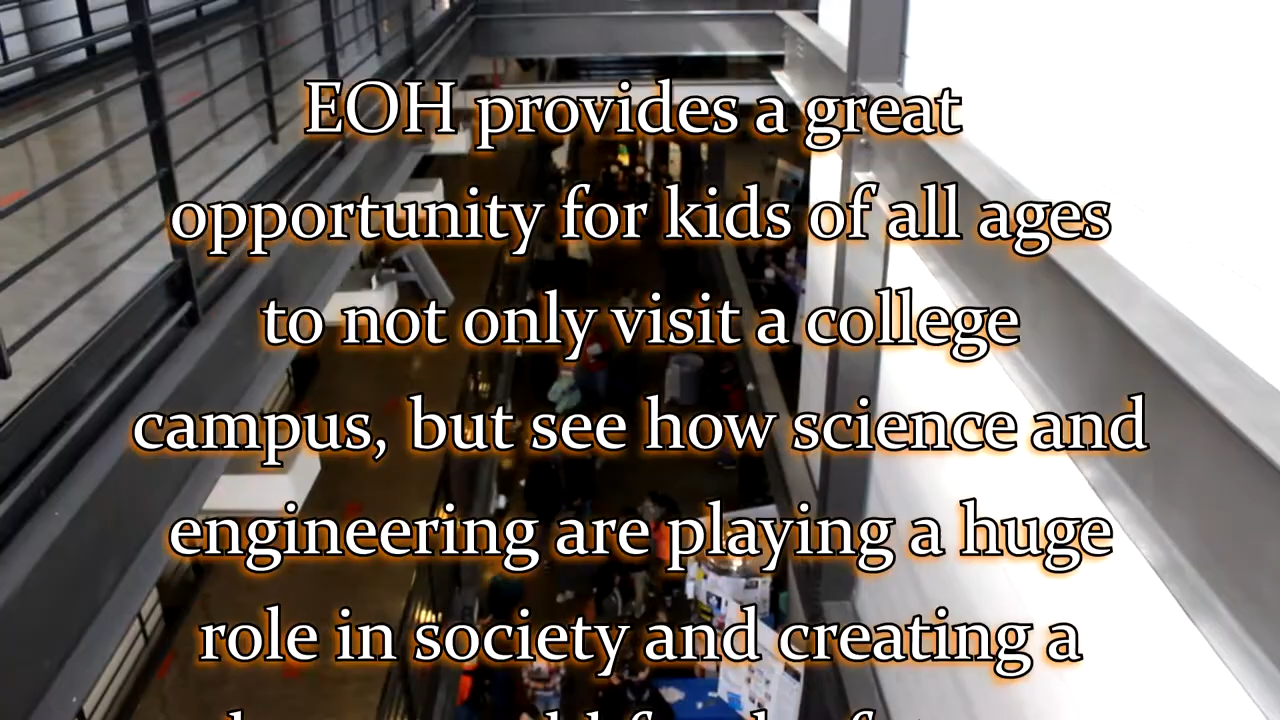 EOH provides a great
opportunity for kids of all ages
to not only visit a college
campus, but see how science and
engineering are playing a huge
role in society and creating a